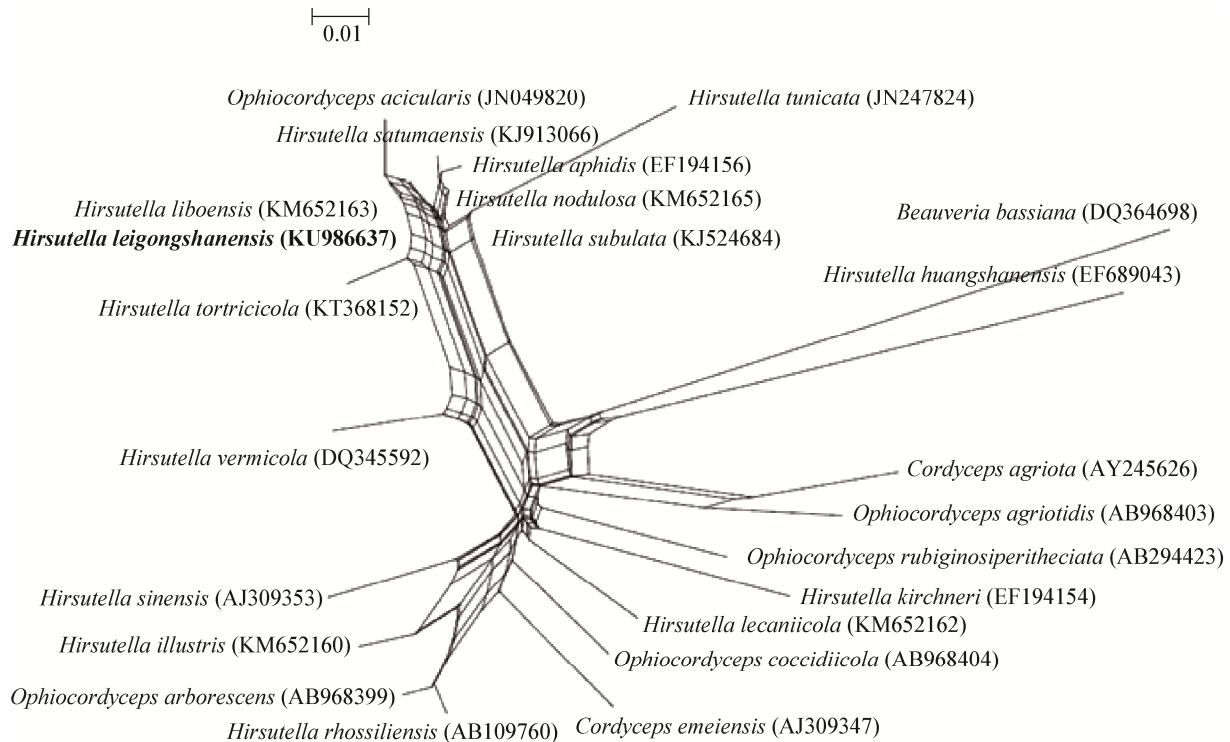 0.01
Ophiocordyceps acicularis (JN049820)
Hirsutella tunicata (JN247824)
Hirsutella satumaensis (KJ913066)
Hirsutella aphidis (EF194156)
Hirsutella nodulosa (KM652165)
Hirsutella liboensis (KM652163)
Beauveria bassiana (DQ364698)
Hirsutella leigongshanensis (KU986637)
Hirsutella subulata (KJ524684)
Hirsutella huangshanensis (EF689043)
Hirsutella tortricicola (KT368152)
Hirsutella vermicola (DQ345592)
Cordyceps agriota (AY245626)
Ophiocordyceps agriotidis (AB968403)
Ophiocordyceps rubiginosiperitheciata (AB294423)
Hirsutella sinensis (AJ309353)
Hirsutella kirchneri (EF194154)
Hirsutella lecaniicola (KM652162)
Hirsutella illustris (KM652160)
Ophiocordyceps coccidiicola (AB968404)
Ophiocordyceps arborescens (AB968399)
Hirsutella rhossiliensis (AB109760)
Cordyceps emeiensis (AJ309347)